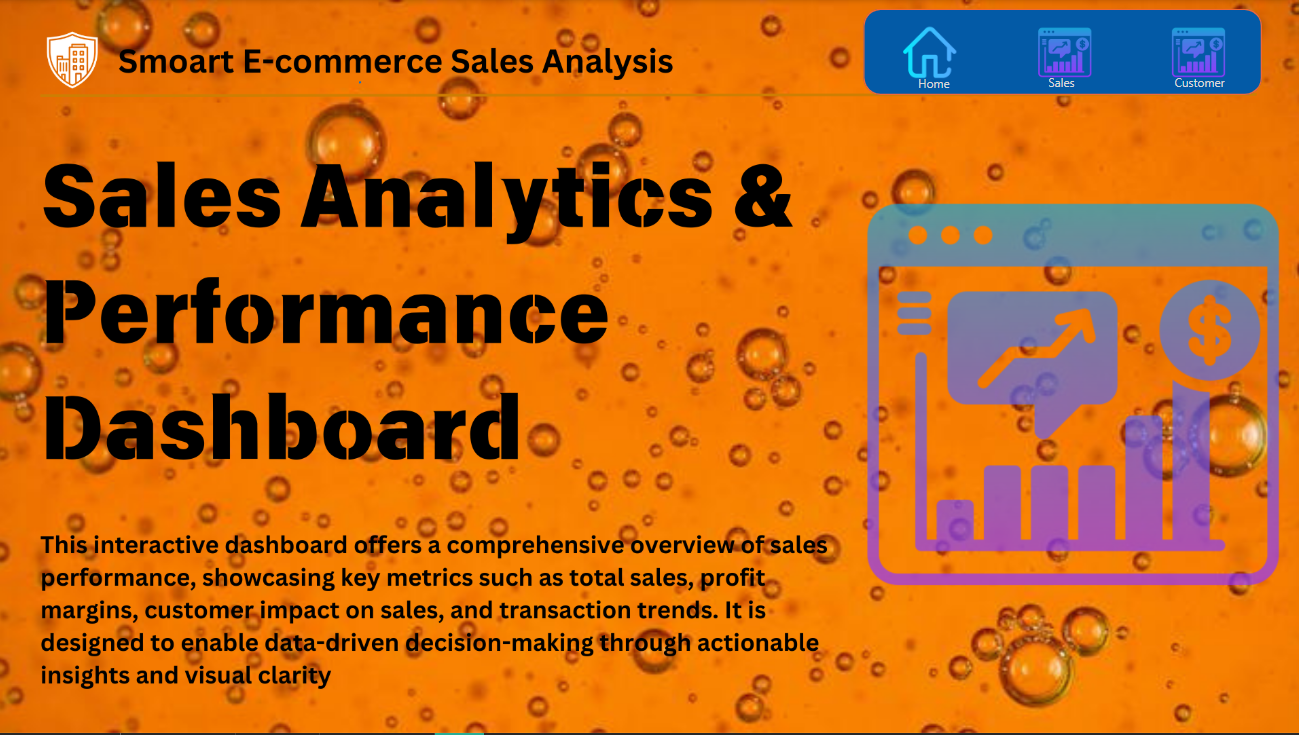 Smoart E-commerce Sales Analysis
Home
Sales
Customer
Sales Analytics &
Performance
Dashboard
This interactive dashboard offers a comprehensive overview of sales
performance, showcasing key metrics such as total sales, profit
margins, customer impact on sales, and transaction trends. It is
designed to enable data-driven decision-making through actionable
insights and visual clarity